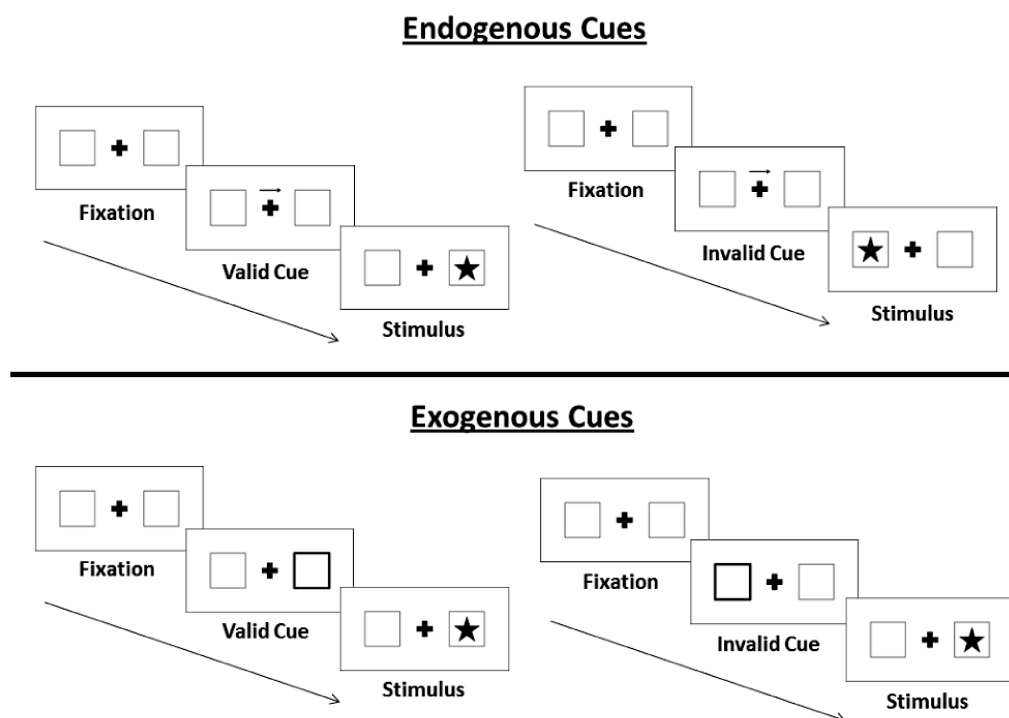 Endogenous Cues
Fixation
Valid Cue
Stimulus
Fixation
Invalid Cue
Stimulus
Exogenous Cues
Fixation
Valid Cue
Stimulus
Fixation
Invalid Cue
Stimulus